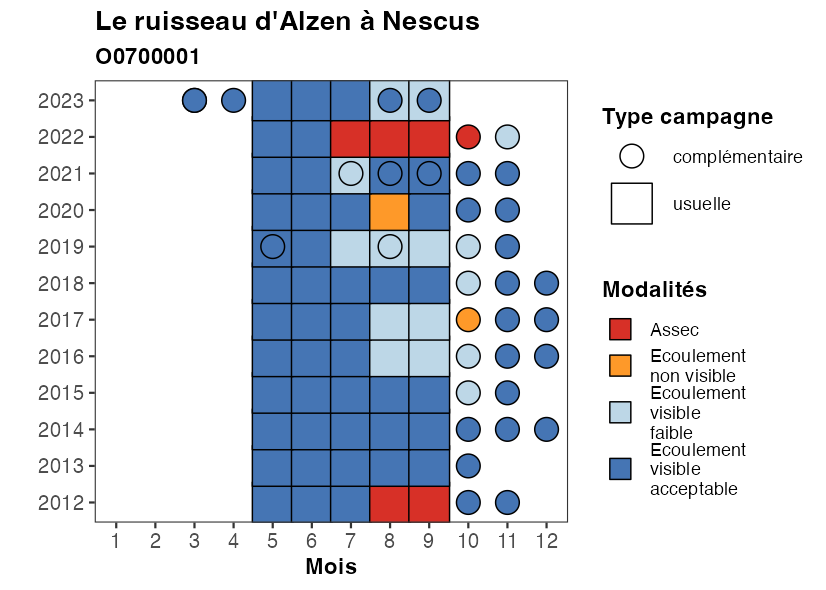 Le ruisseau d'Alzen à Nescus
O0700001
2023
2022
2021
2020
2019
2018
2017
2016
2015
2014
2013
2012
1 2 3 4 5 6 7 8 9 10 11 12
Mois
Type campagne
complémentaire
usuelle
Modalités
Assec
Ecoulement
non visible
Ecoulement
visible
faible
Ecoulement
visible
acceptable